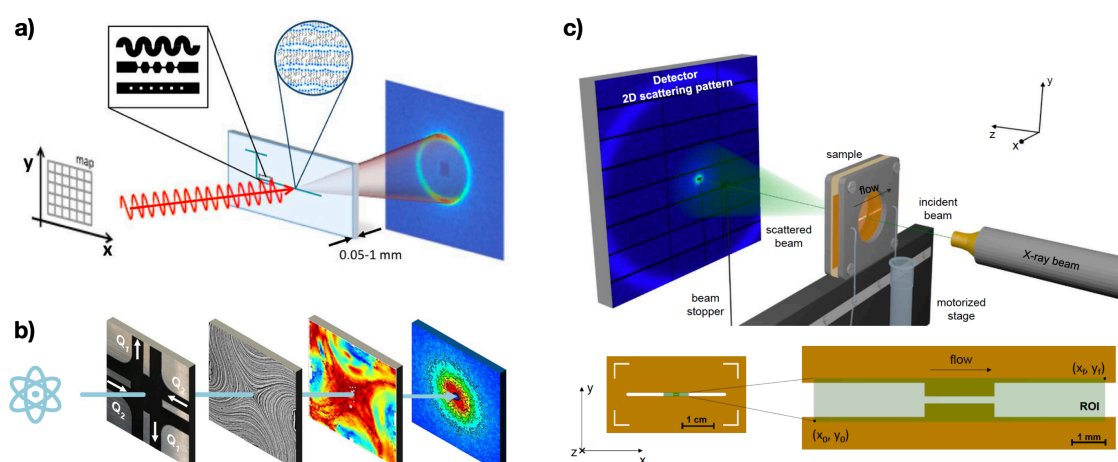 a)
y
map
x
0.05-1 mm
b)
Q1
Q2
Q2
Q1
c)
Detector
2D scattering pattern
y
z
x
sample
flow
incident
beam
scattered
beam
X-ray beam
beam
stopper
motorized
stage
y
z
x
1 cm
flow
(xf, yf)
ROI
(x0, y0)
1 mm